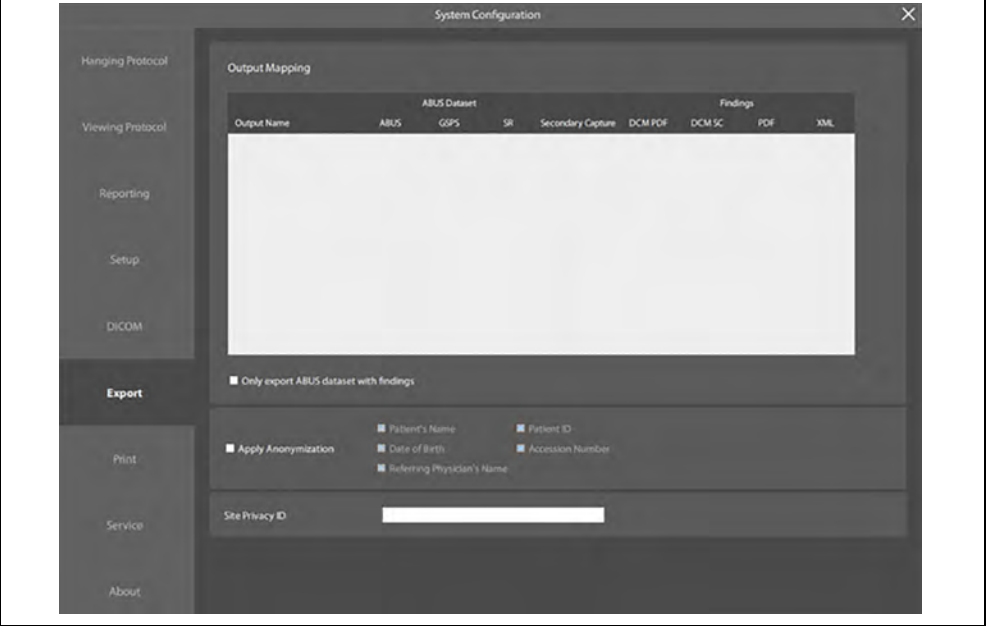 System Configuration
Hanging Protocol
Viewing Protocol
Reporting
Setup
DICOM
Export
Print
Service
About
Output Mapping
ABUS Dataset Findings
Output Name ABUS GSPS SR Secondary Capture DCM PDF DCM SC PDF XML
Only export ABUS dataset with findings
Apply Anonymization
Patient's Name Patient ID
Date of Birth Accession Number
Referring Physician's Name
Site Privacy ID